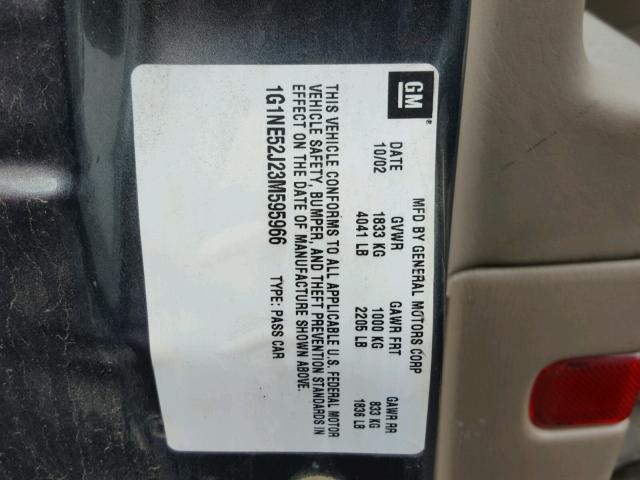 GM
MFD BY GENERAL MOTORS CORP
DATE GVWR GAWR FRT GAWR RR
10/02 1833 KG 1000 KG 833 KG
4041 LB 2205 LB 1836 LB
THIS VEHICLE CONFORMS TO ALL APPLICABLE U.S. FEDERAL MOTOR
VEHICLE SAFETY, BUMPER, AND THEFT PREVENTION STANDARDS IN
EFFECT ON THE DATE OF MANUFACTURE SHOWN ABOVE.
1G1NE52J23M595966 TYPE: PASS CAR